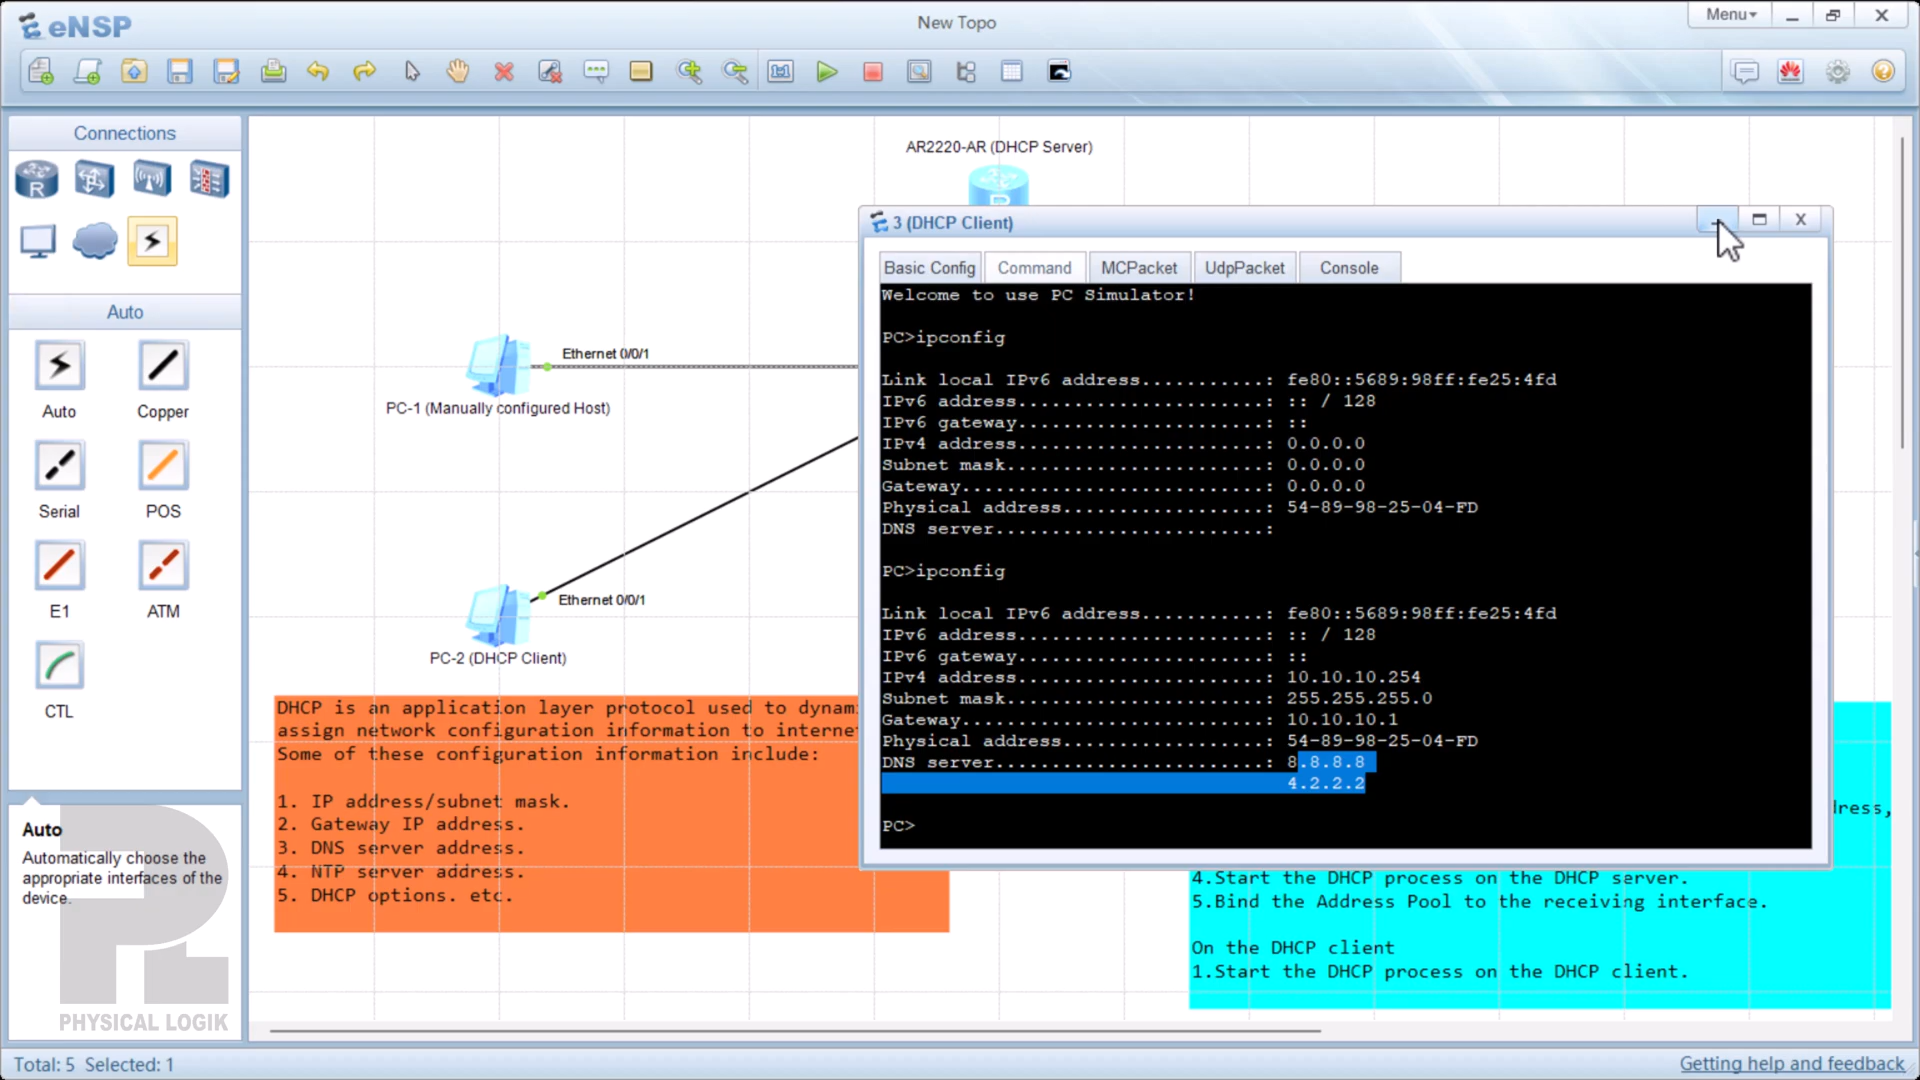 eNSP
New Topo
Menu
Connections
R
Auto
Auto
Copper
Serial
POS
E1
ATM
CTL
Auto
Automatically choose the
appropriate interfaces of the
device.
PHYSICAL LOGIK
Total: 5 Selected: 1
Getting help and feedback
AR2220-AR (DHCP Server)
Ethernet 0/0/1
PC-1 (Manually configured Host)
Ethernet 0/0/1
PC-2 (DHCP Client)
DHCP is an application layer protocol used to
assign network configuration information to
Some of these configuration information include:
1. IP address/subnet mask.
2. Gateway IP address.
3. DNS server address.
4. NTP server address.
5. DHCP options. etc.
3 (DHCP Client)
Basic Config
Command
MCPacket
UdpPacket
Console
Welcome to use PC Simulator!
PC>ipconfig
Link local IPv6 address...........: fe80::5689:98ff:fe25:4fd
IPv6 address......................: :: / 128
IPv6 gateway......................: ::
IPv4 address......................: 0.0.0.0
Subnet mask.......................: 0.0.0.0
Gateway...........................: 0.0.0.0
Physical address..................: 54-89-98-25-04-FD
DNS server........................:
PC>ipconfig
Link local IPv6 address...........: fe80::5689:98ff:fe25:4fd
IPv6 address......................: :: / 128
IPv6 gateway......................: ::
IPv4 address......................: 10.10.10.254
Subnet mask.......................: 255.255.255.0
Gateway...........................: 10.10.10.1
Physical address..................: 54-89-98-25-04-FD
DNS server........................: 8.8.8.8
4.2.2.2
PC>
4.Start the DHCP process on the DHCP server.
5.Bind the Address Pool to the receiving interface.
On the DHCP client
1.Start the DHCP process on the DHCP client.